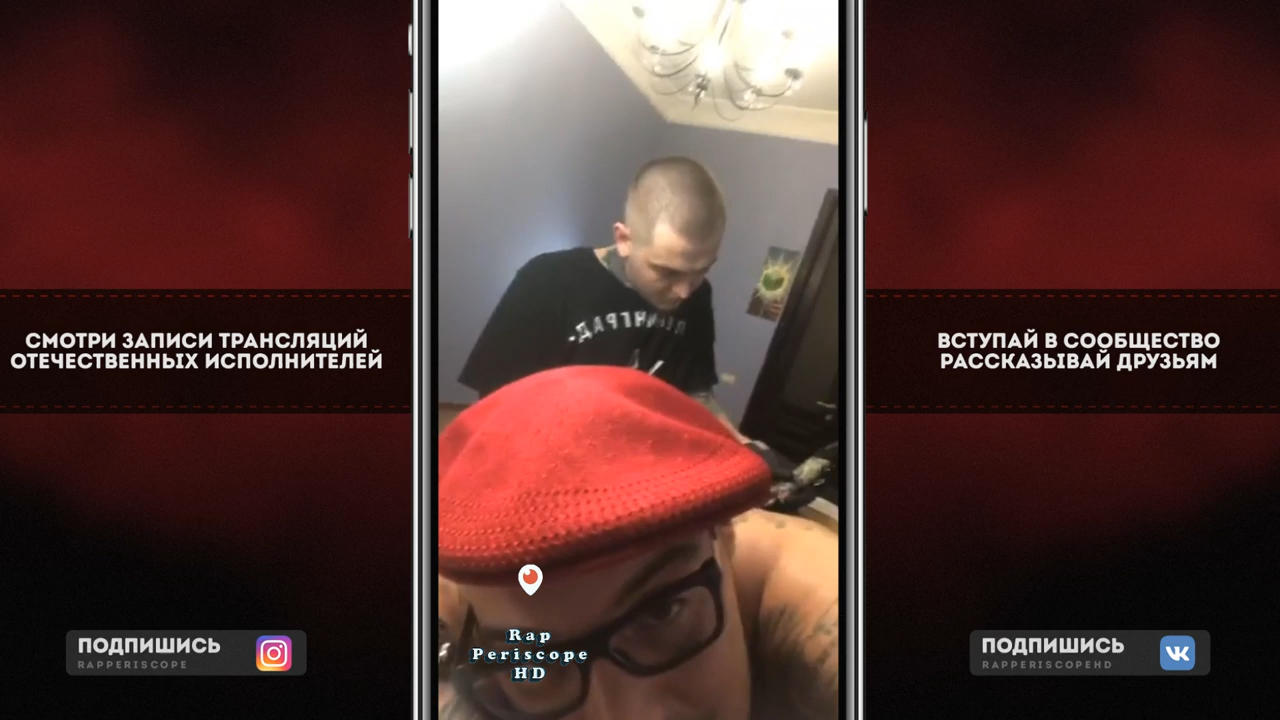 СМОТРИ ЗАПИСИ ТРАНСЛЯЦИЙ
ОТЕЧЕСТВЕННЫХ ИСПОЛНИТЕЛЕЙ
ВСТУПАЙ В СООБЩЕСТВО
РАССКАЗЫВАЙ ДРУЗЬЯМ
Rap
Periscope
HD
ПОДПИШИСЬ
RAPPERISCOPE
ПОДПИШИСЬ
RAPPERISCOPEHD